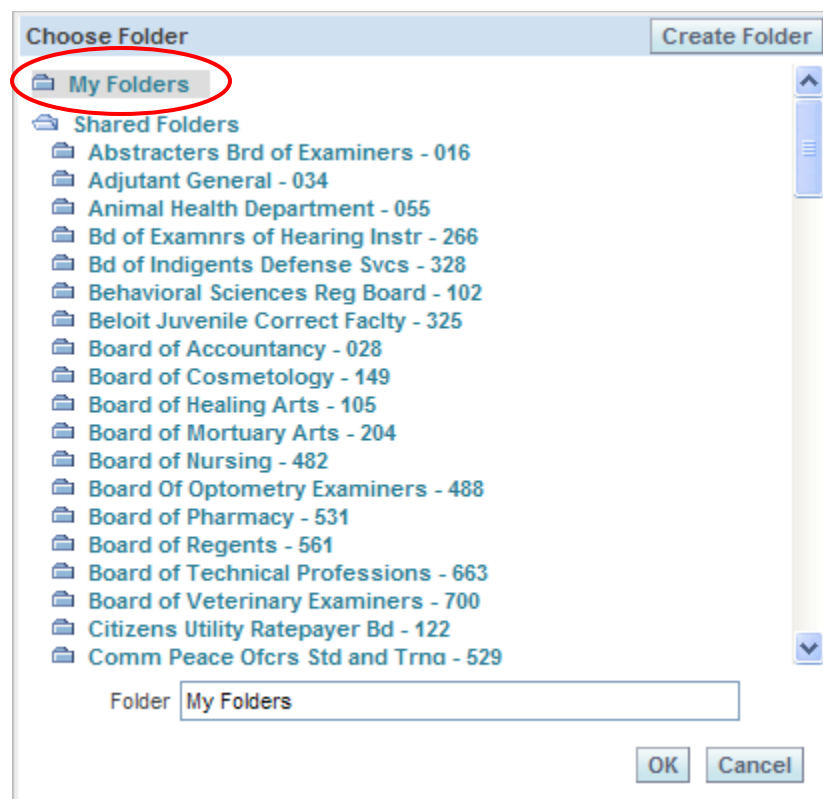 Choose Folder Create Folder
My Folders
Shared Folders
Abstracters Brd of Examiners - 016
Adjutant General - 034
Animal Health Department - 055
Bd of Examnrs of Hearing Instr - 266
Bd of Indigents Defense Svcs - 328
Behavioral Sciences Reg Board - 102
Beloit Juvenile Correct Faclty - 325
Board of Accountancy - 028
Board of Cosmetology - 149
Board of Healing Arts - 105
Board of Mortuary Arts - 204
Board of Nursing - 482
Board Of Optometry Examiners - 488
Board of Pharmacy - 531
Board of Regents - 561
Board of Technical Professions - 663
Board of Veterinary Examiners - 700
Citizens Utility Ratepayer Bd - 122
Comm Peace Ofcrs Std and Trng - 529
Folder My Folders
OK Cancel